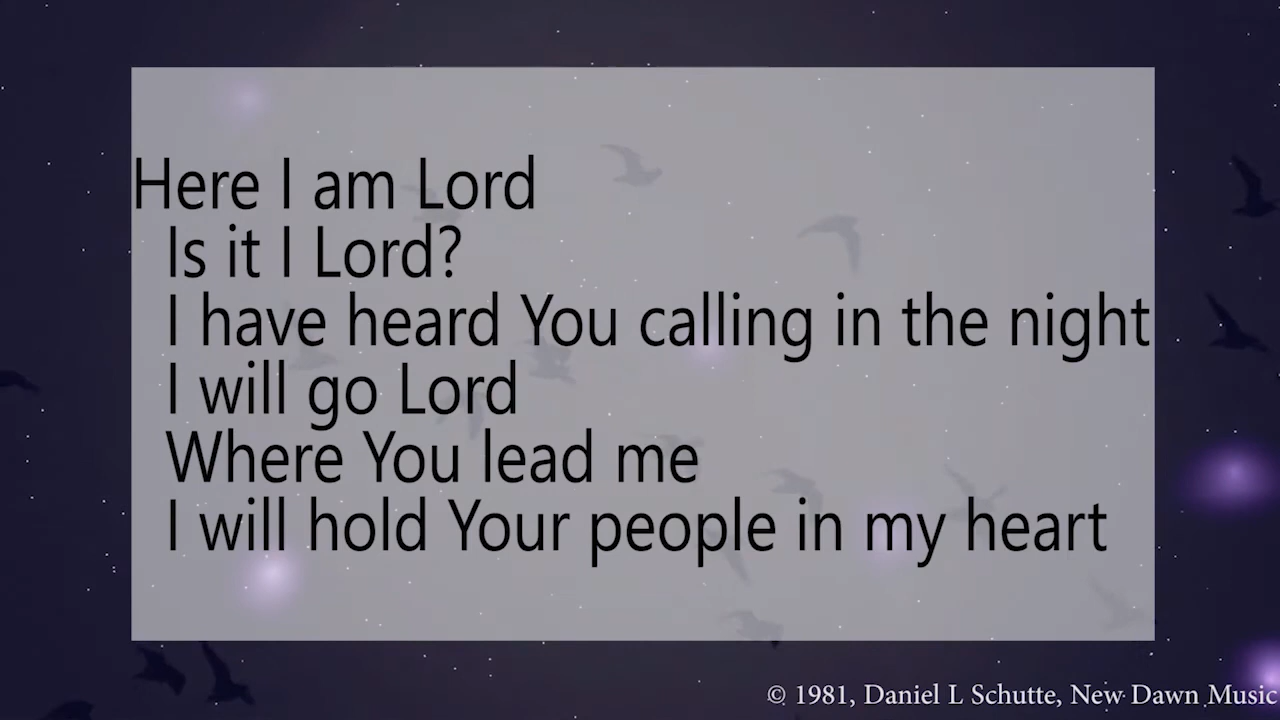 Here I am Lord
Is it I Lord?
I have heard You calling in the night
I will go Lord
Where You lead me
I will hold Your people in my heart
© 1981, Daniel L Schutte, New Dawn Music